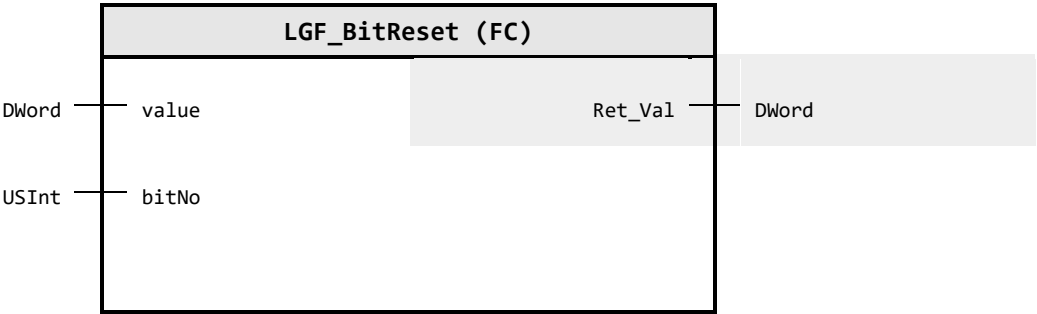 LGF_BitReset (FC)
DWord value Ret_Val DWord
USInt bitNo